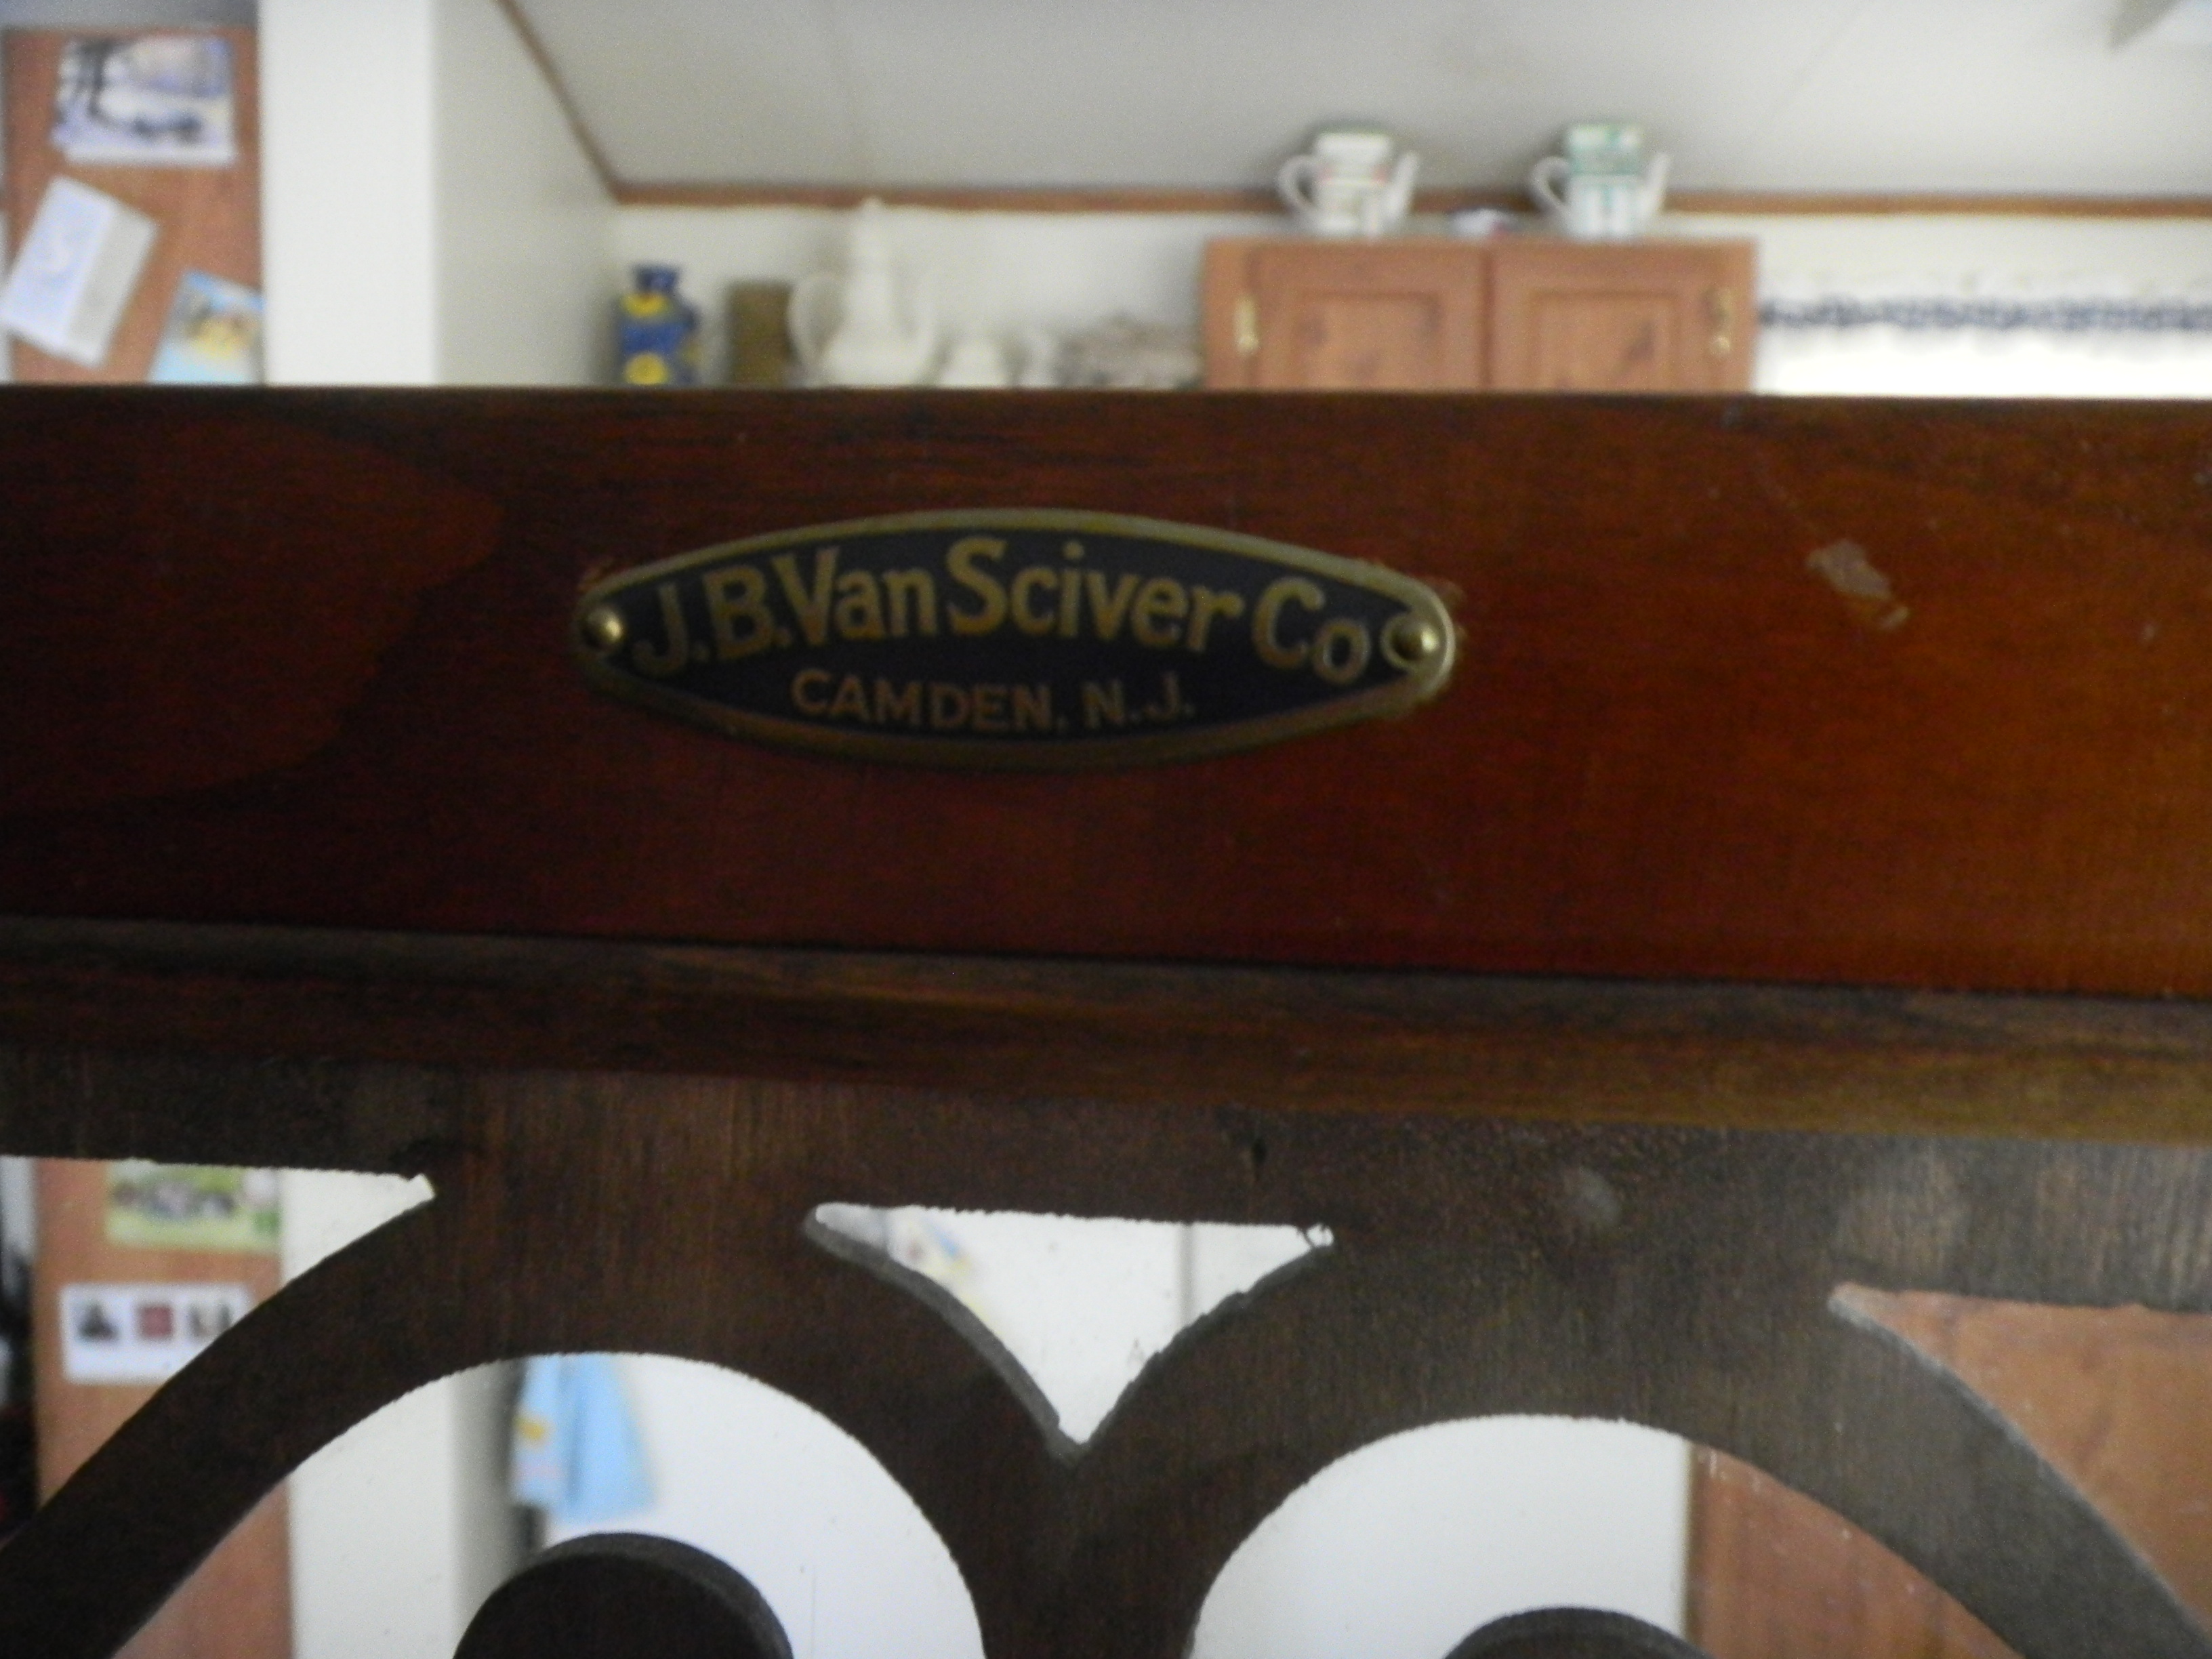 J.B. Van Sciver Co
CAMDEN, N.J.